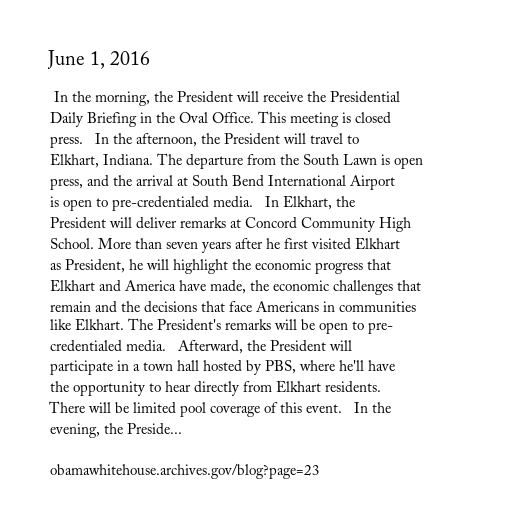 June 1, 2016
In the morning, the President will receive the Presidential
Daily Briefing in the Oval Office. This meeting is closed
press.   In the afternoon, the President will travel to
Elkhart, Indiana. The departure from the South Lawn is open
press, and the arrival at South Bend International Airport
is open to pre-credentialed media.   In Elkhart, the
President will deliver remarks at Concord Community High
School. More than seven years after he first visited Elkhart
as President, he will highlight the economic progress that
Elkhart and America have made, the economic challenges that
remain and the decisions that face Americans in communities
like Elkhart. The President's remarks will be open to pre-
credentialed media.   Afterward, the President will
participate in a town hall hosted by PBS, where he'll have
the opportunity to hear directly from Elkhart residents.
There will be limited pool coverage of this event.   In the
evening, the Preside...
obamawhitehouse.archives.gov/blog?page=23